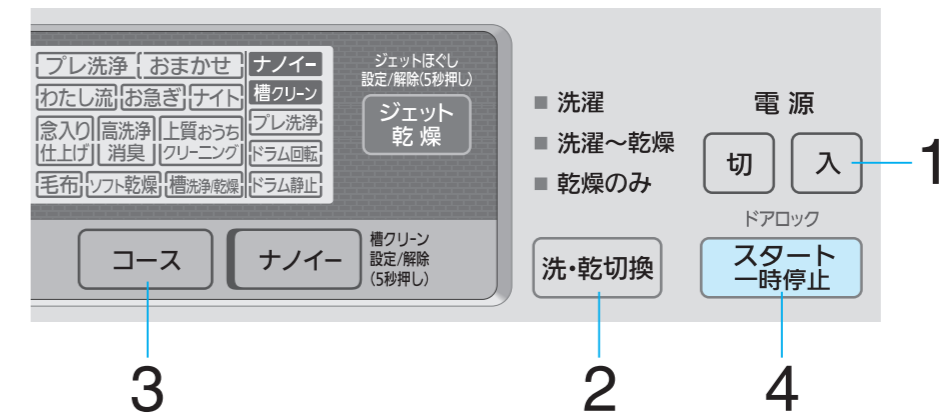 プレ洗浄 おまかせ ナノイー
わたし流 お急ぎ ナイト 槽クリーン
念入り 高洗浄 上質おうち プレ洗浄
仕上げ 消臭 クリーニング ドラム回転
毛布 ソフト乾燥 槽洗浄/乾燥 ドラム静止
ジェットほぐし
設定/解除(5秒押し)
ジェット
乾燥
■ 洗濯
■ 洗濯〜乾燥
■ 乾燥のみ
電源
切 入
1
ドアロック
コース
ナノイー
槽クリーン
設定/解除
(5秒押し)
洗・乾切換
スタート
一時停止
3
2
4